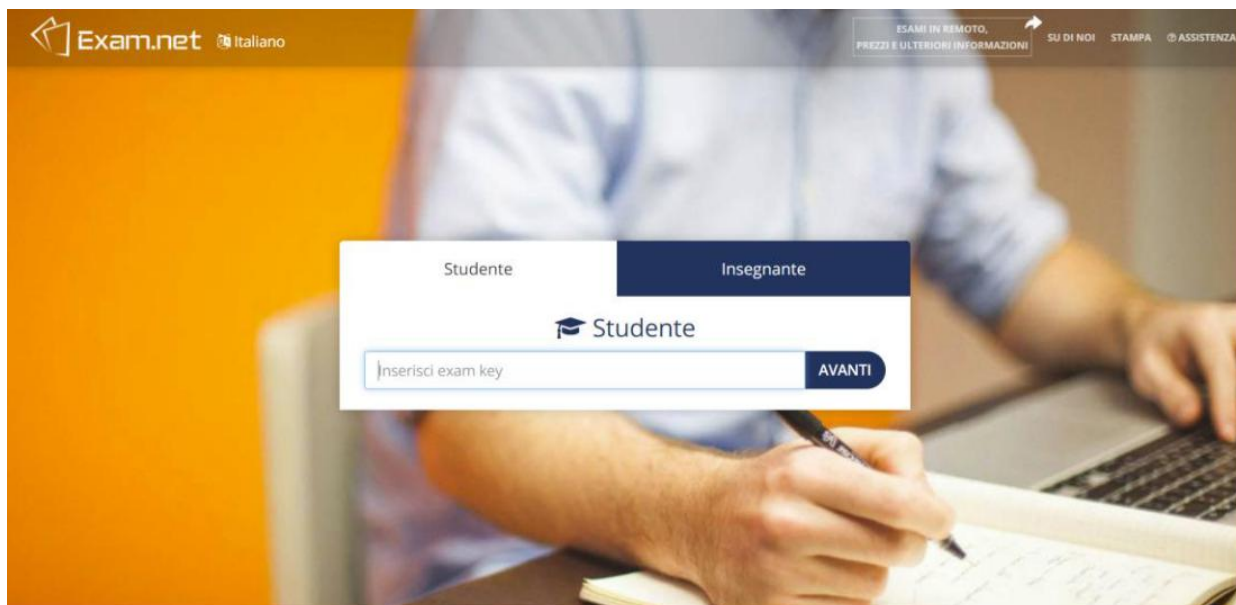 Exam.net Italiano
ESAMI IN REMOTO,
PREZZI E ULTERIORI INFORMAZIONI
SU DI NOI STAMPA ASSISTENZA
Studente Insegnante
Studente
Inserisci exam key AVANTI